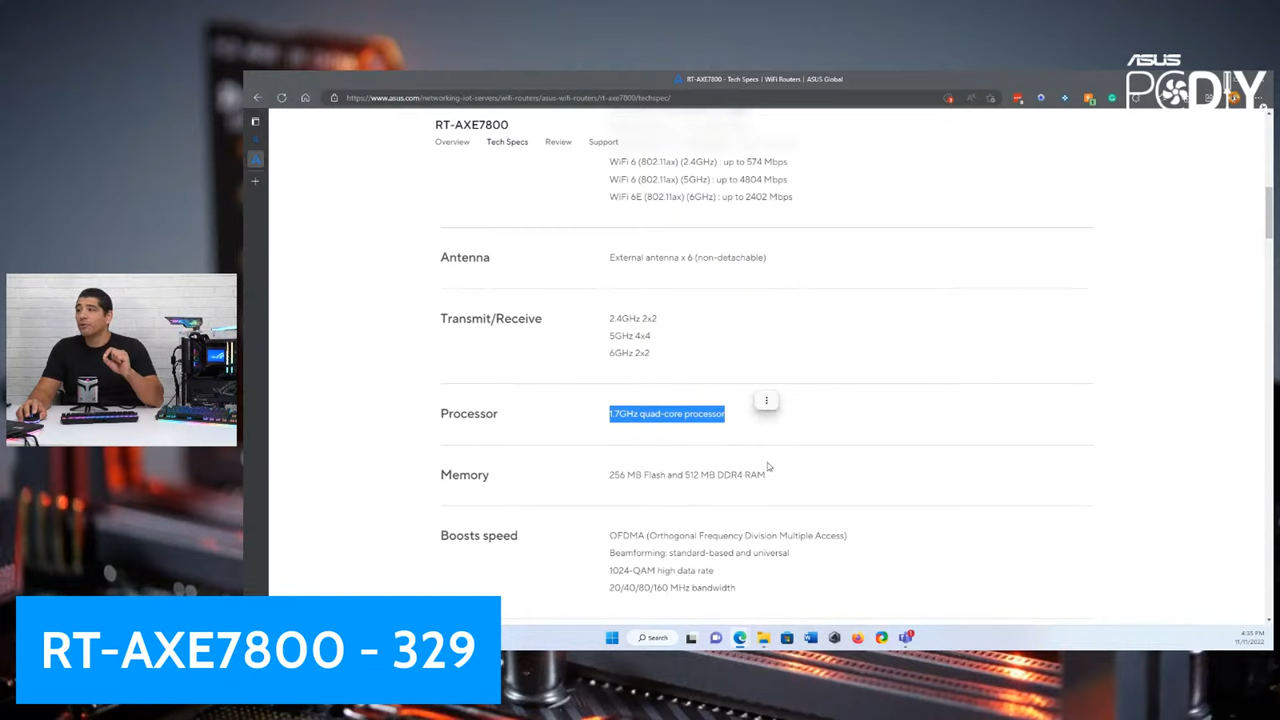 ASUS
PCDIY
RT-AXE7800 - Tech Specs | WiFi Routers | ASUS Global
https://www.asus.com/networking-iot-servers/wifi-routers/asus-wifi-routers/rt-axe7800/techspec/
RT-AXE7800
Overview Tech Specs Review Support
WiFi 6 (802.11ax) (2.4GHz) : up to 574 Mbps
WiFi 6 (802.11ax) (5GHz) : up to 4804 Mbps
WiFi 6E (802.11ax) (6GHz) : up to 2402 Mbps
Antenna External antenna x 6 (non-detachable)
Transmit/Receive 2.4GHz 2x2
5GHz 4x4
6GHz 2x2
Processor 1.7GHz quad-core processor
Memory 256 MB Flash and 512 MB DDR4 RAM
Boosts speed OFDMA (Orthogonal Frequency Division Multiple Access)
Beamforming: standard-based and universal
1024-QAM high data rate
20/40/80/160 MHz bandwidth
Search
4:35 PM
11/11/2022
RT-AXE7800 - 329